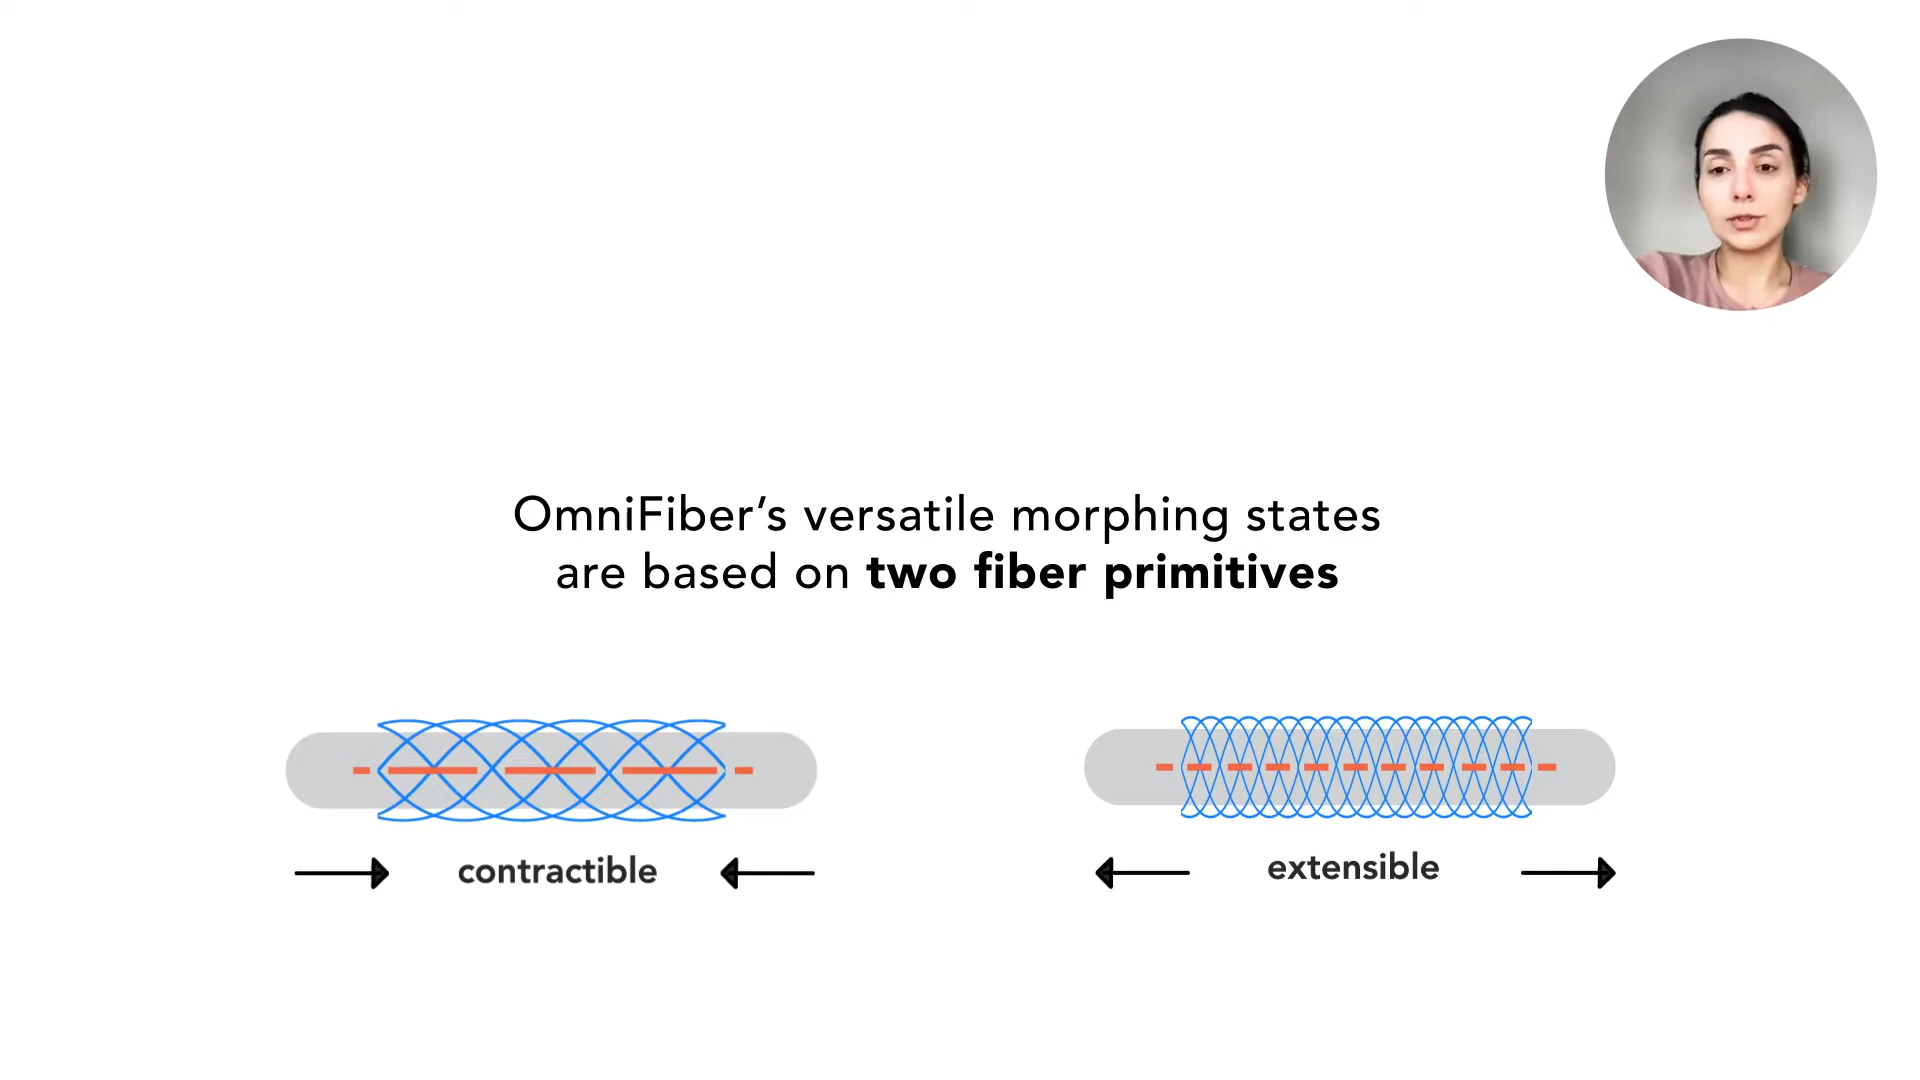 OmniFiber’s versatile morphing states
are based on two fiber primitives
contractible
extensible